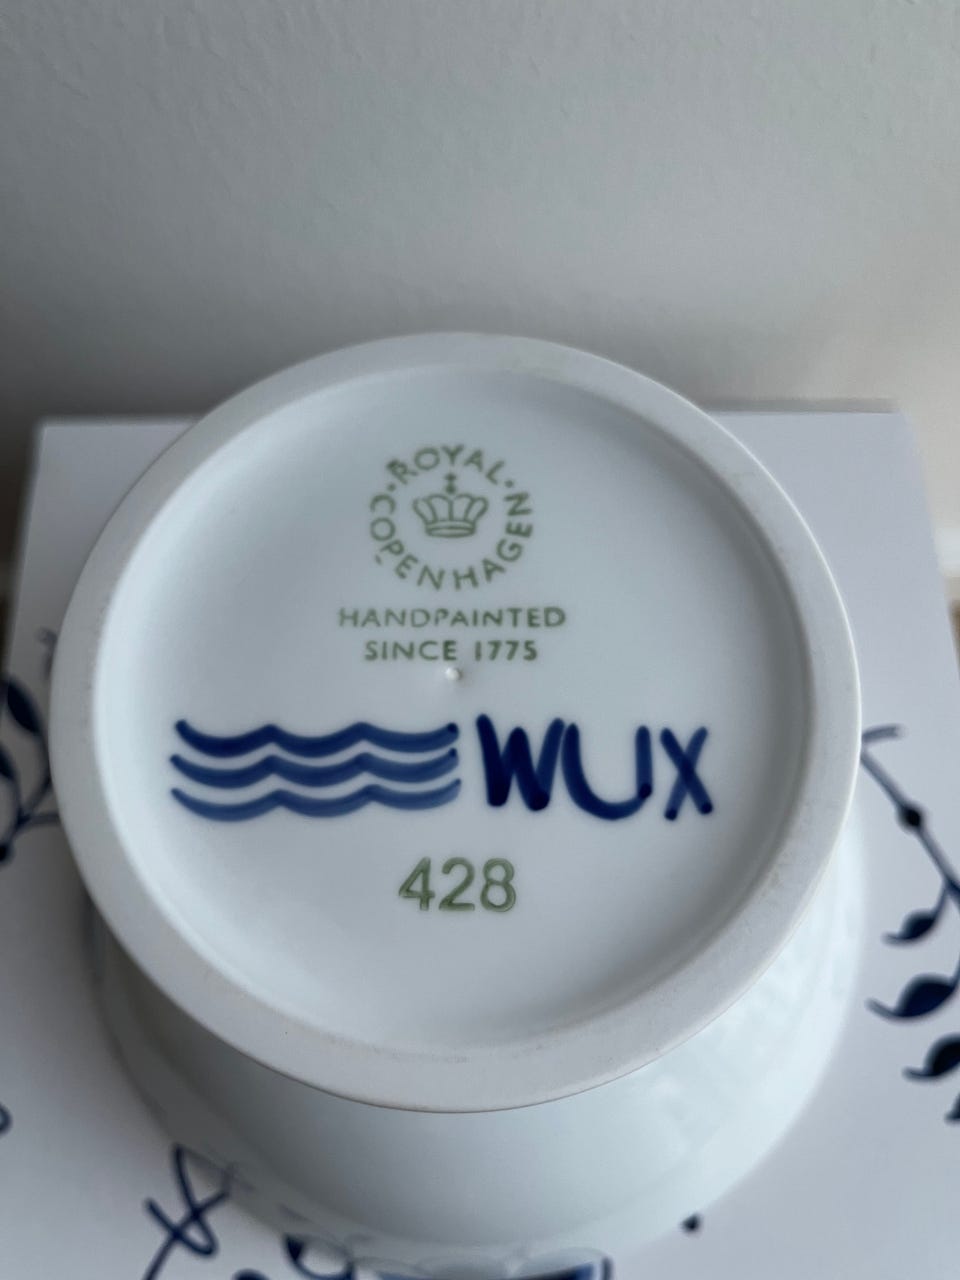 ROYAL
COPENHAGEN
HANDPAINTED
SINCE 1775
WUX
428